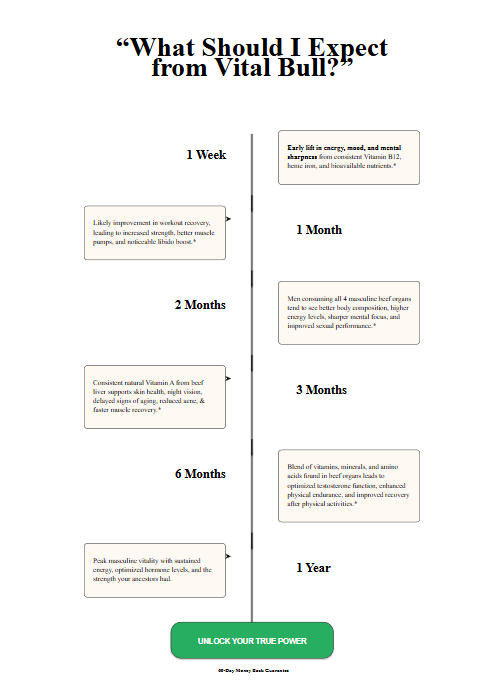 “What Should I Expect
from Vital Bull?”
1 Week
Early lift in energy, mood, and mental
sharpness from consistent Vitamin B12,
heme iron, and bioavailable nutrients.*
Likely improvement in workout recovery,
leading to increased strength, better muscle
pumps, and noticeable libido boost.*
1 Month
2 Months
Men consuming all 4 masculine beef organs
tend to see better body composition, higher
energy levels, sharper mental focus, and
improved sexual performance.*
Consistent natural Vitamin A from beef
liver supports skin health, night vision,
delayed signs of aging, reduced acne, &
faster muscle recovery.*
3 Months
6 Months
Blend of vitamins, minerals, and amino
acids found in beef organs leads to
optimized testosterone function, enhanced
physical endurance, and improved recovery
after physical activities.*
Peak masculine vitality with sustained
energy, optimized hormone levels, and the
strength your ancestors had.
1 Year
UNLOCK YOUR TRUE POWER
60-Day Money Back Guarantee